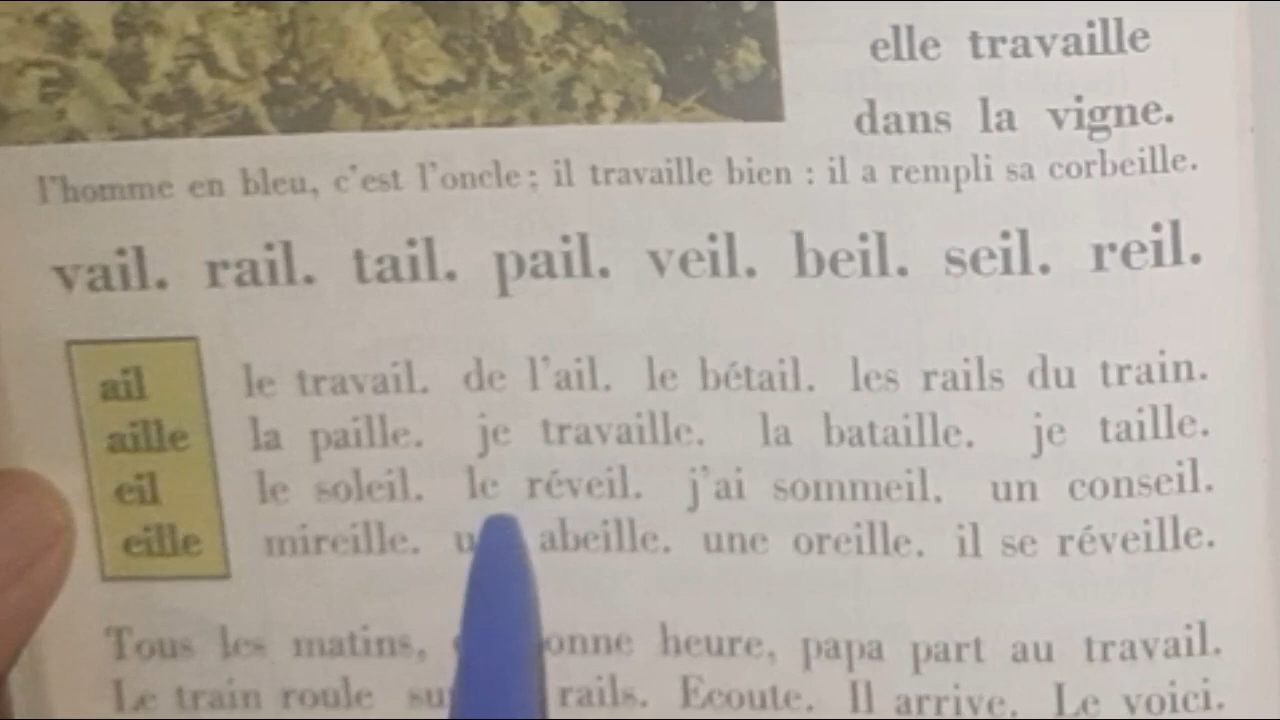 elle travaille
dans la vigne.
l'homme en bleu, c'est l'oncle; il travaille bien : il a rempli sa corbeille.
vail. rail. tail. pail. veil. beil. seil. reil.
ail le travail. de l'ail. le bétail. les rails du train.
aille la paille. je travaille. la bataille. je taille.
eil le soleil. le réveil. j'ai sommeil. un conseil.
eille mireille. abeille. une oreille. il se réveille.
Tous les matins, heure, papa part au travail.
Le train roule rails. Ecoute. Il arrive. Le voici.